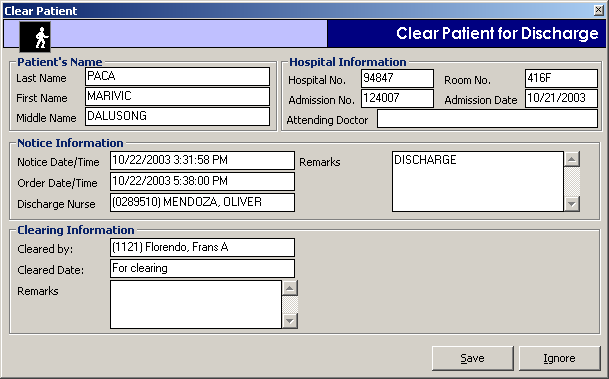 Clear Patient
Clear Patient for Discharge
Patient's Name
Last Name PACA
First Name MARIVIC
Middle Name DALUSONG
Hospital Information
Hospital No. 94847 Room No. 416F
Admission No. 124007 Admission Date 10/21/2003
Attending Doctor
Notice Information
Notice Date/Time 10/22/2003 3:31:58 PM Remarks DISCHARGE
Order Date/Time 10/22/2003 5:38:00 PM
Discharge Nurse (0289510) MENDOZA, OLIVER
Clearing Information
Cleared by: (1121) Florendo, Frans A
Cleared Date: For clearing
Remarks
Save Ignore